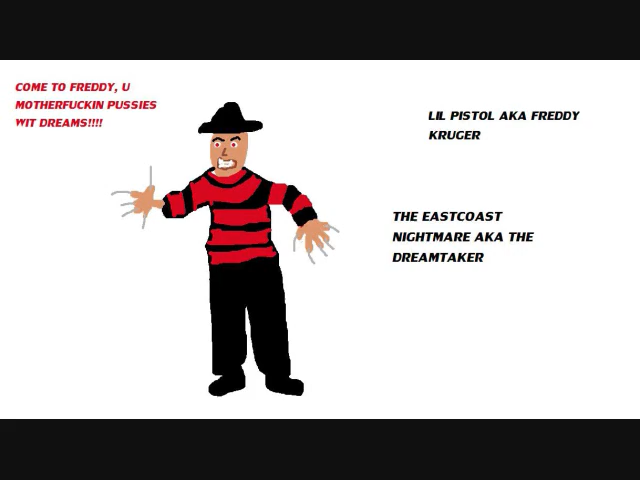 COME TO FREDDY, U
MOTHERFUCKIN PUSSIES
WIT DREAMS!!!!
LIL PISTOL AKA FREDDY
KRUGER
THE EASTCOAST
NIGHTMARE AKA THE
DREAMTAKER